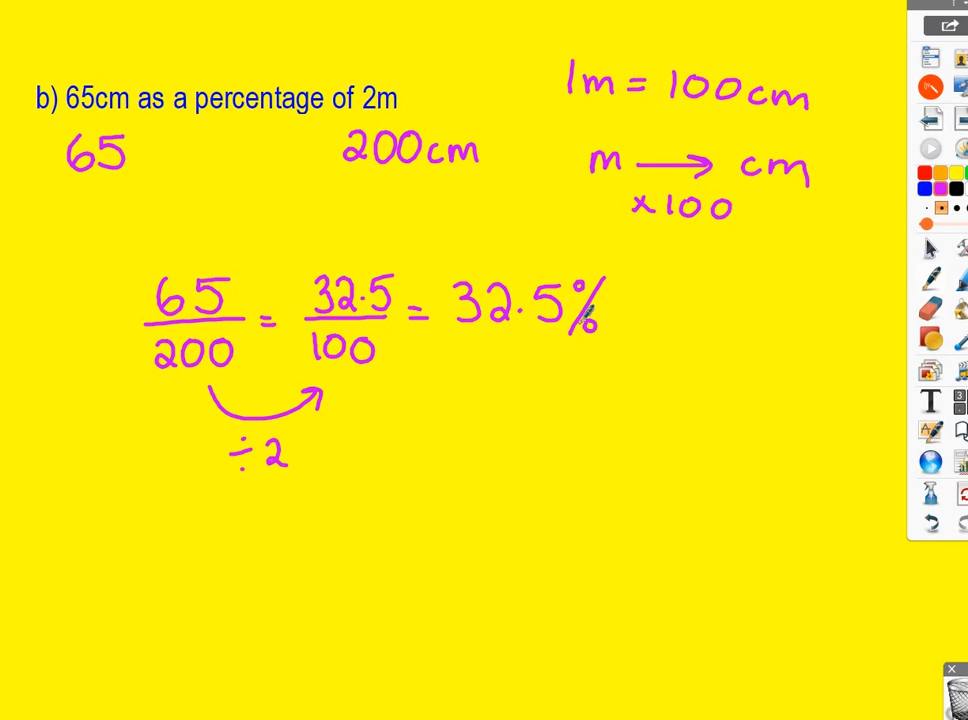 b) 65cm as a percentage of 2m
1m = 100cm
65
200cm
m → cm
×100
65/200 = 32.5/100 = 32.5%
÷2